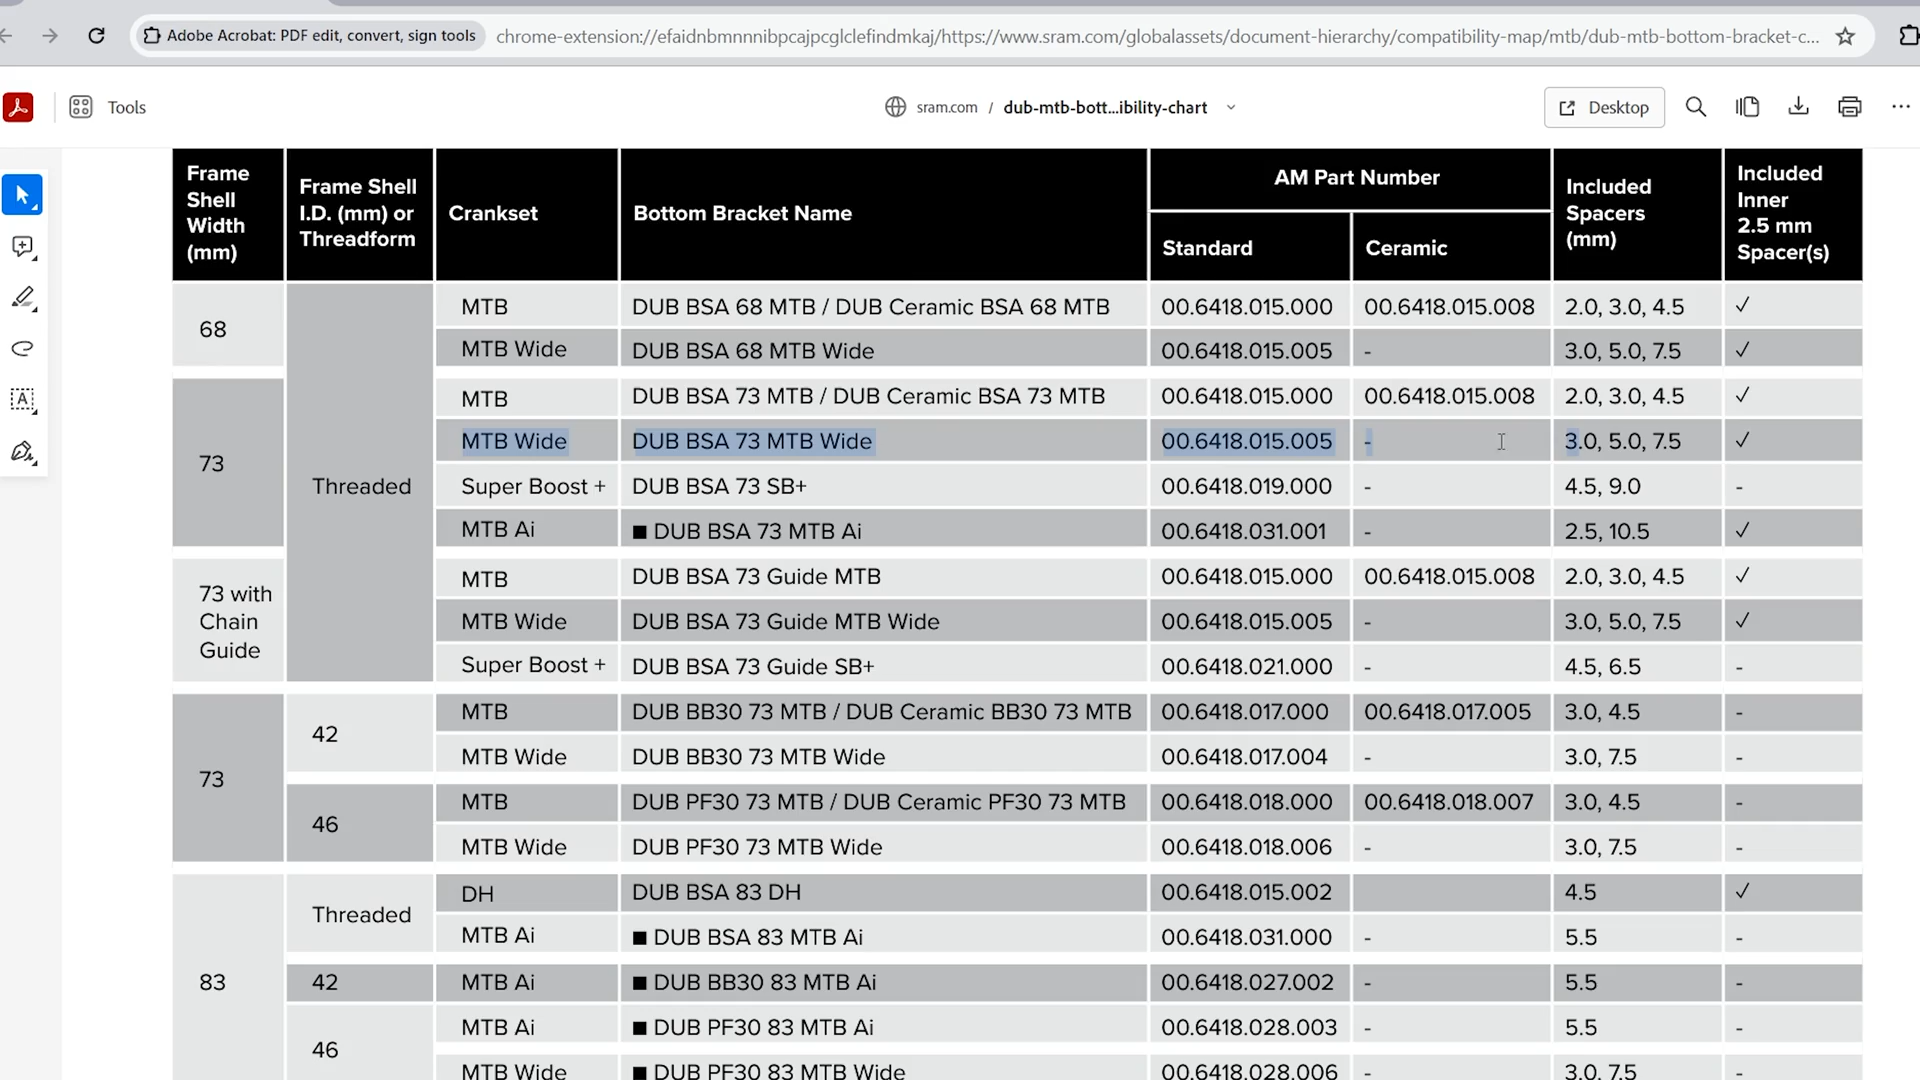 Adobe Acrobat: PDF edit, convert, sign tools chrome-extension://efaidnbmnnnibpcajpcglclefindmkaj/https://www.sram.com/globalassets/document-hierarchy/compatibility-map/mtb/dub-mtb-bottom-bracket-c...
Tools sram.com / dub-mtb-bott...ibility-chart Desktop
Frame Shell Width (mm) Frame Shell I.D. (mm) or Threadform Crankset Bottom Bracket Name AM Part Number Included Spacers (mm) Included Inner 2.5 mm Spacer(s)
Standard Ceramic
68 Threaded MTB DUB BSA 68 MTB / DUB Ceramic BSA 68 MTB 00.6418.015.000 00.6418.015.008 2.0, 3.0, 4.5 ✓
MTB Wide DUB BSA 68 MTB Wide 00.6418.015.005 - 3.0, 5.0, 7.5 ✓
73 MTB DUB BSA 73 MTB / DUB Ceramic BSA 73 MTB 00.6418.015.000 00.6418.015.008 2.0, 3.0, 4.5 ✓
MTB Wide DUB BSA 73 MTB Wide 00.6418.015.005 - 3.0, 5.0, 7.5 ✓
Super Boost + DUB BSA 73 SB+ 00.6418.019.000 - 4.5, 9.0 -
MTB Ai ■ DUB BSA 73 MTB Ai 00.6418.031.001 - 2.5, 10.5 ✓
73 with Chain Guide MTB DUB BSA 73 Guide MTB 00.6418.015.000 00.6418.015.008 2.0, 3.0, 4.5 ✓
MTB Wide DUB BSA 73 Guide MTB Wide 00.6418.015.005 - 3.0, 5.0, 7.5 ✓
Super Boost + DUB BSA 73 Guide SB+ 00.6418.021.000 - 4.5, 6.5 -
73 42 MTB DUB BB30 73 MTB / DUB Ceramic BB30 73 MTB 00.6418.017.000 00.6418.017.005 3.0, 4.5 -
MTB Wide DUB BB30 73 MTB Wide 00.6418.017.004 - 3.0, 7.5 -
46 MTB DUB PF30 73 MTB / DUB Ceramic PF30 73 MTB 00.6418.018.000 00.6418.018.007 3.0, 4.5 -
MTB Wide DUB PF30 73 MTB Wide 00.6418.018.006 - 3.0, 7.5 -
83 Threaded DH DUB BSA 83 DH 00.6418.015.002 4.5 ✓
MTB Ai ■ DUB BSA 83 MTB Ai 00.6418.031.000 - 5.5 -
42 MTB Ai ■ DUB BB30 83 MTB Ai 00.6418.027.002 - 5.5 -
46 MTB Ai ■ DUB PF30 83 MTB Ai 00.6418.028.003 - 5.5 -
MTB Wide ■ DUB PF30 83 MTB Wide 00.6418.028.006 - 3.0, 7.5 -